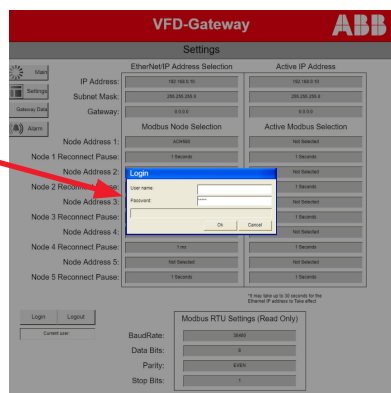 VFD-Gateway
ABB
Settings
EtherNet/IP Address Selection Active IP Address
Main
IP Address: 192.168.0.10 192.168.0.10
Settings
Subnet Mask: 255.255.255.0 255.255.255.0
Gateway Data
Gateway: 0.0.0.0 0.0.0.0
Alarm
Modbus Node Selection Active Modbus Selection
Node Address 1: ACH580 Not Selected
Node 1 Reconnect Pause: 1 Seconds 1 Seconds
Node Address 2: Not Selected
Login
Node 2 Reconnect Pause: 1 Seconds
User name:
Password: *****
Node Address 3: Not Selected
Node 3 Reconnect Pause: 1 Seconds
Ok Cancel
Node Address 4: Not Selected
Node 4 Reconnect Pause: 1 ms 1 Seconds
Node Address 5: Not Selected Not Selected
Node 5 Reconnect Pause: 1 Seconds 1 Seconds
*It may take up to 30 seconds for the
Ethernet IP address to Take effect
Login Logout
Current user
Modbus RTU Settings (Read Only)
BaudRate: 38400
Data Bits: 8
Parity: EVEN
Stop Bits: 1